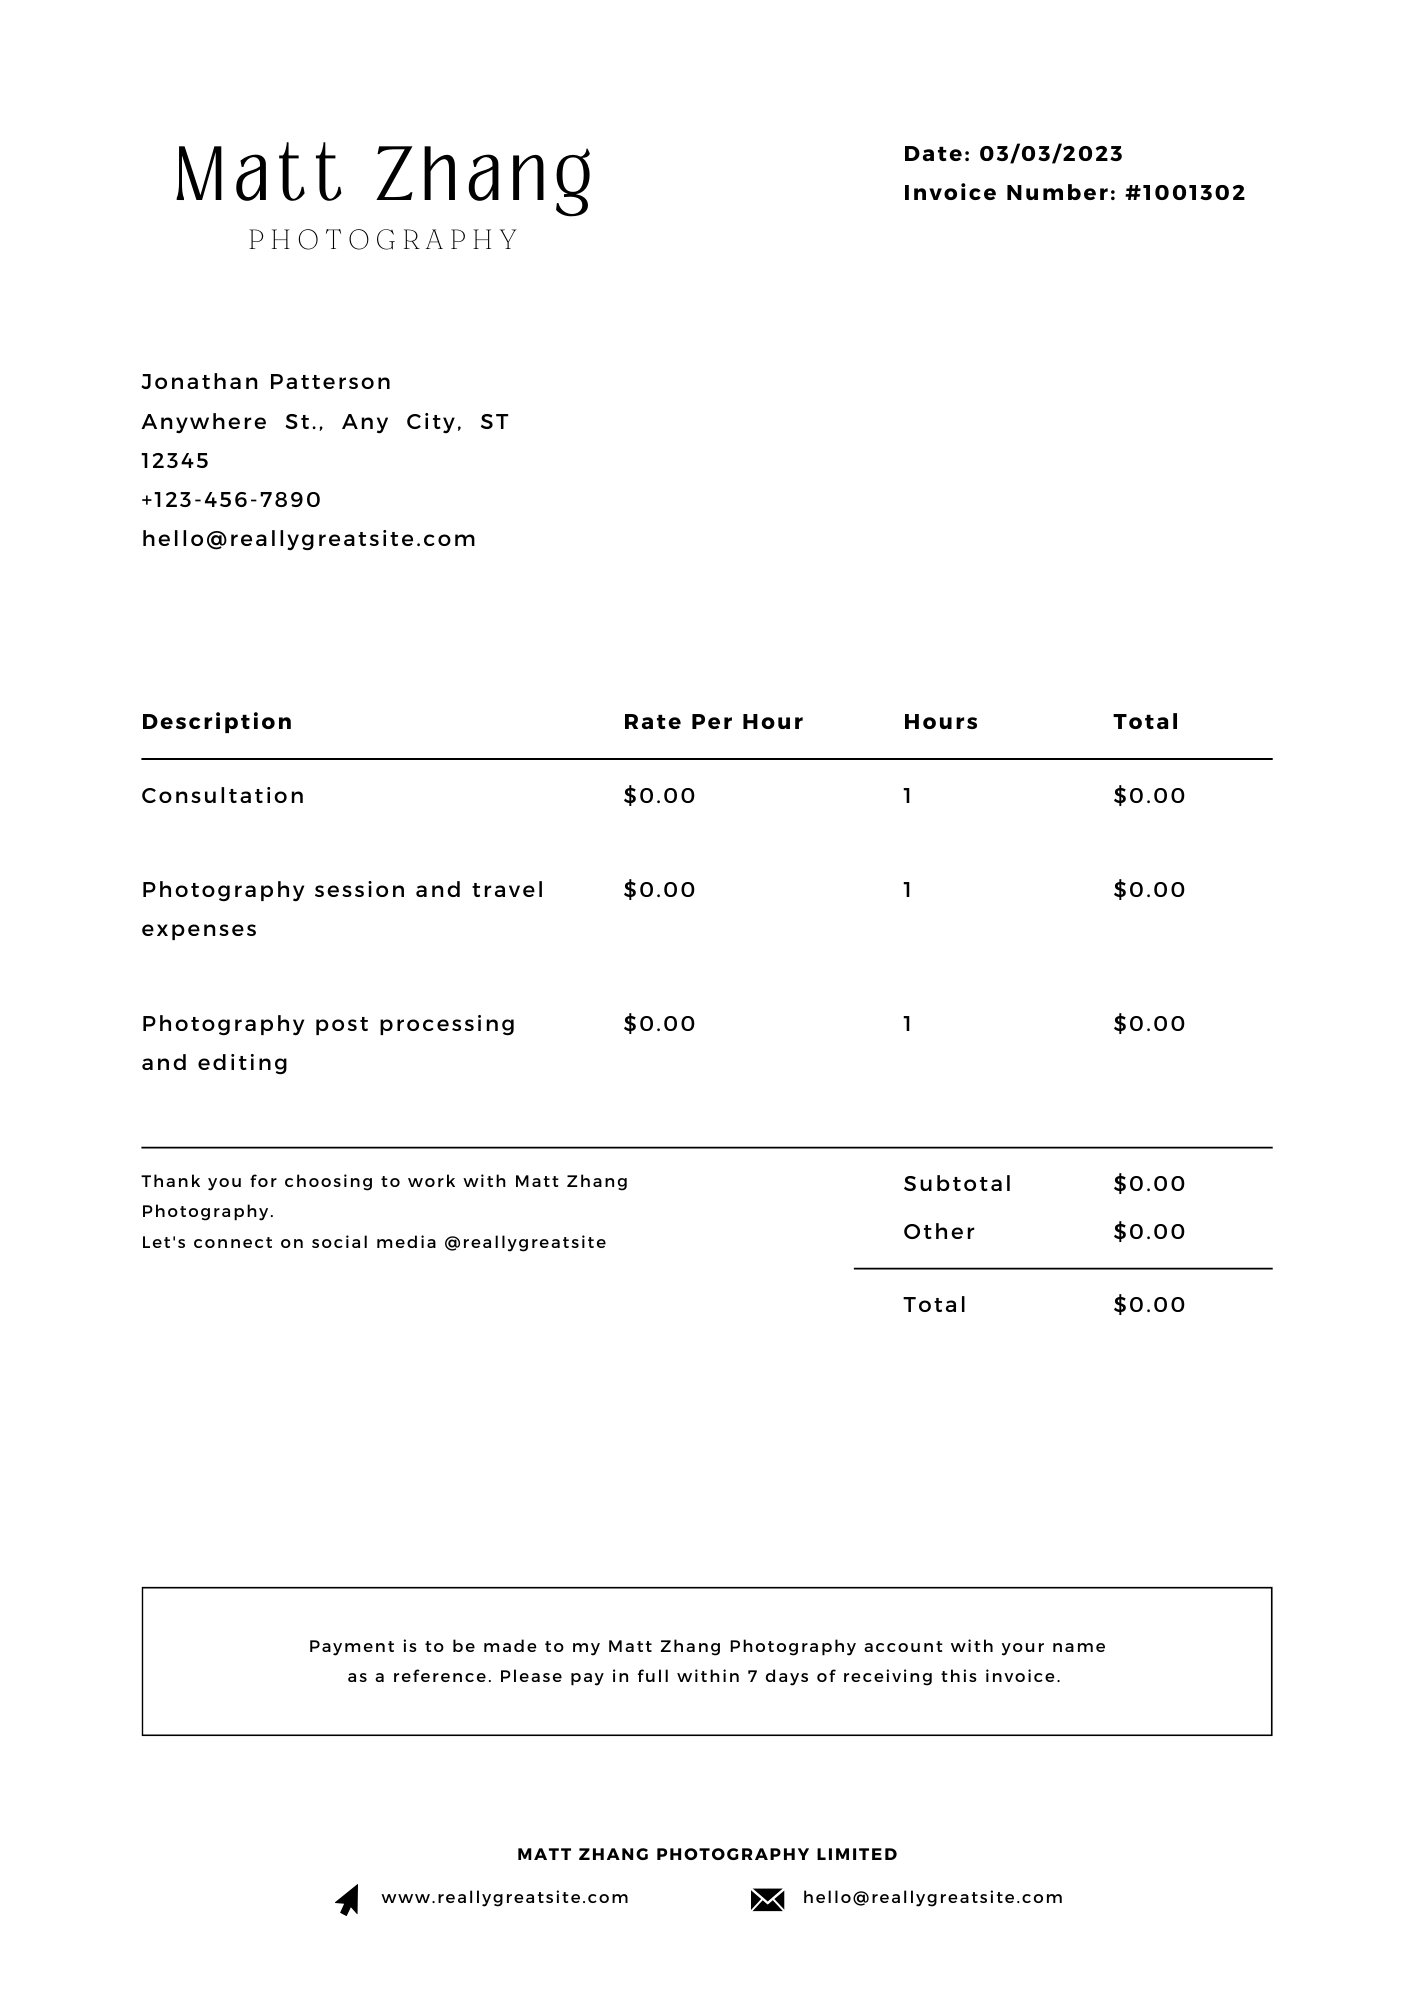 Matt Zhang
PHOTOGRAPHY
Date: 03/03/2023
Invoice Number: #1001302
Jonathan Patterson
Anywhere St., Any City, ST
12345
+123-456-7890
hello@reallygreatsite.com
Description Rate Per Hour Hours Total
Consultation $0.00 1 $0.00
Photography session and travel $0.00 1 $0.00
expenses
Photography post processing $0.00 1 $0.00
and editing
Thank you for choosing to work with Matt Zhang
Photography.
Let's connect on social media @reallygreatsite
Subtotal $0.00
Other $0.00
Total $0.00
Payment is to be made to my Matt Zhang Photography account with your name
as a reference. Please pay in full within 7 days of receiving this invoice.
MATT ZHANG PHOTOGRAPHY LIMITED
www.reallygreatsite.com hello@reallygreatsite.com